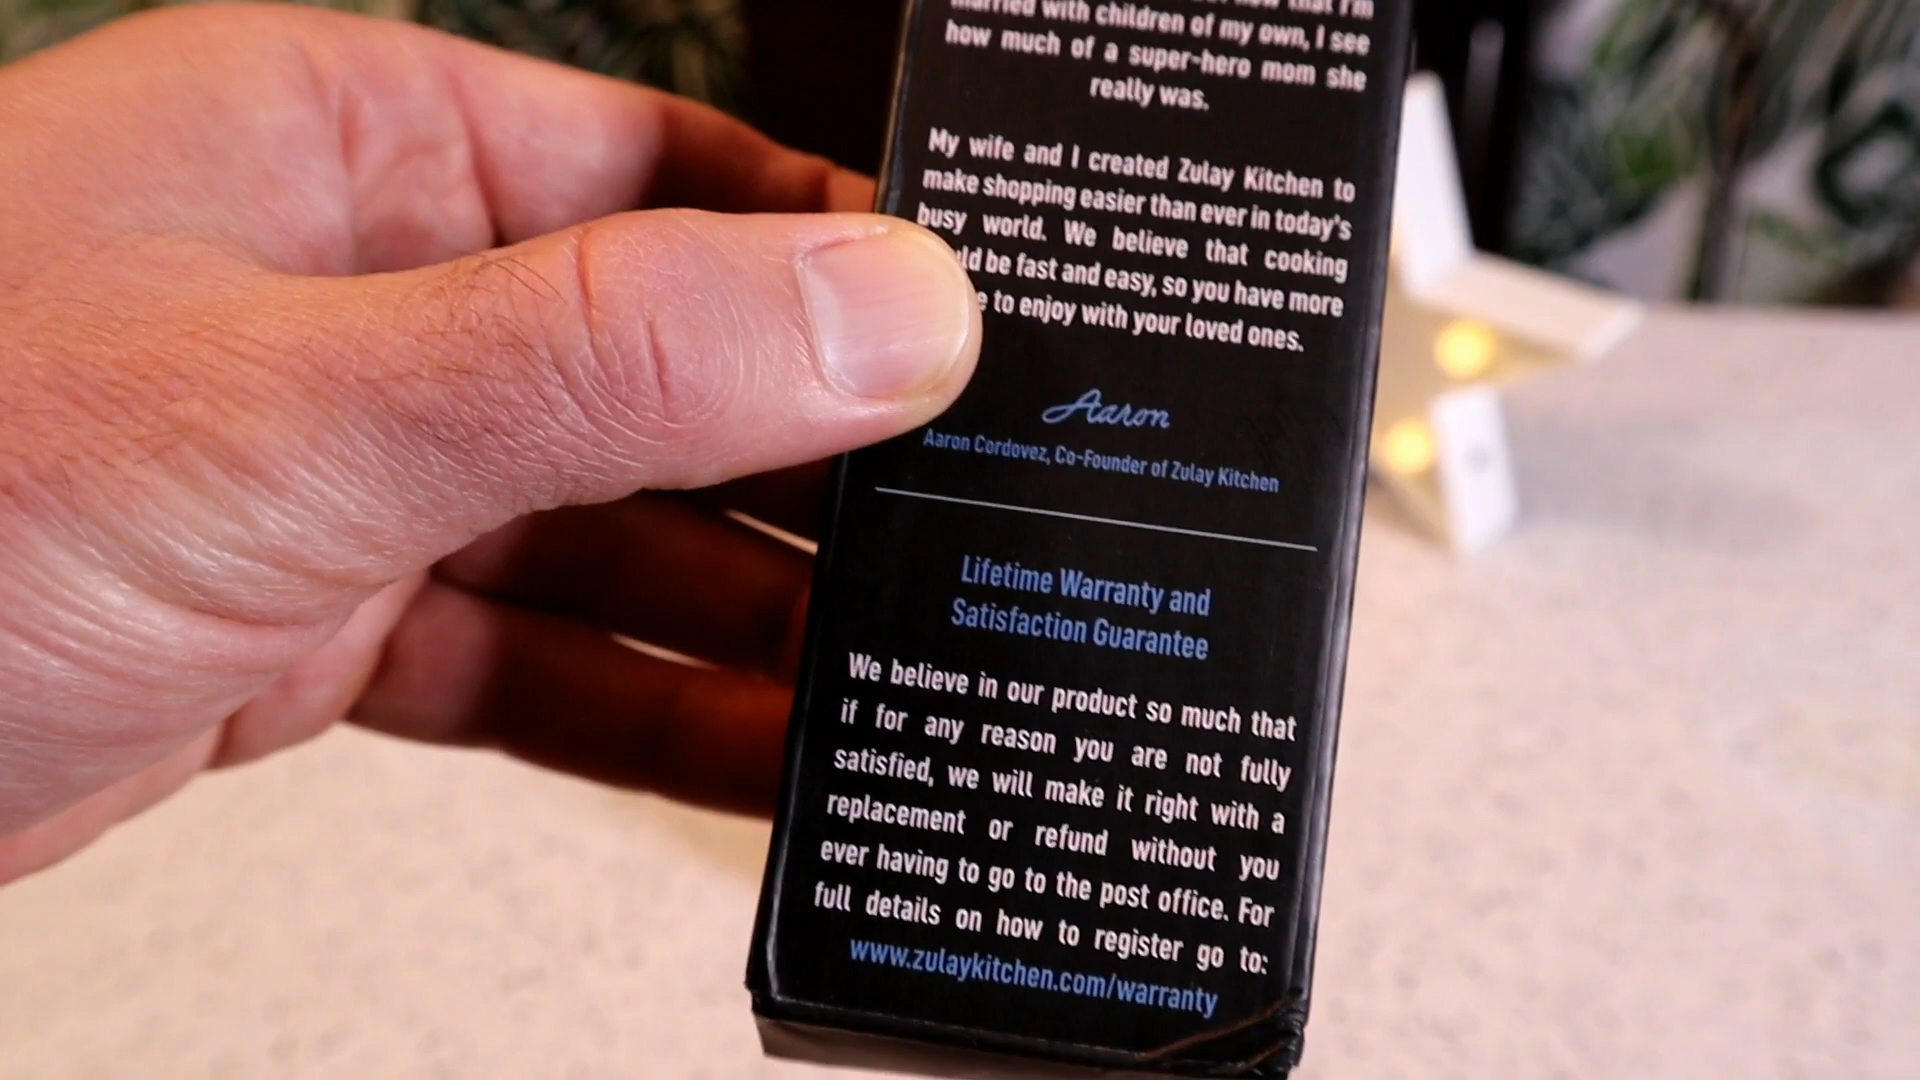 that I'm
married with children of my own, I see
how much of a super-hero mom she
really was.
My wife and I created Zulay Kitchen to
make shopping easier than ever in today's
busy world. We believe that cooking
be fast and easy, so you have more
to enjoy with your loved ones.
Aaron
Aaron Cordovez, Co-Founder of Zulay Kitchen
Lifetime Warranty and
Satisfaction Guarantee
We believe in our product so much that
if for any reason you are not fully
satisfied, we will make it right with a
replacement or refund without you
ever having to go to the post office. For
full details on how to register go to:
www.zulaykitchen.com/warranty